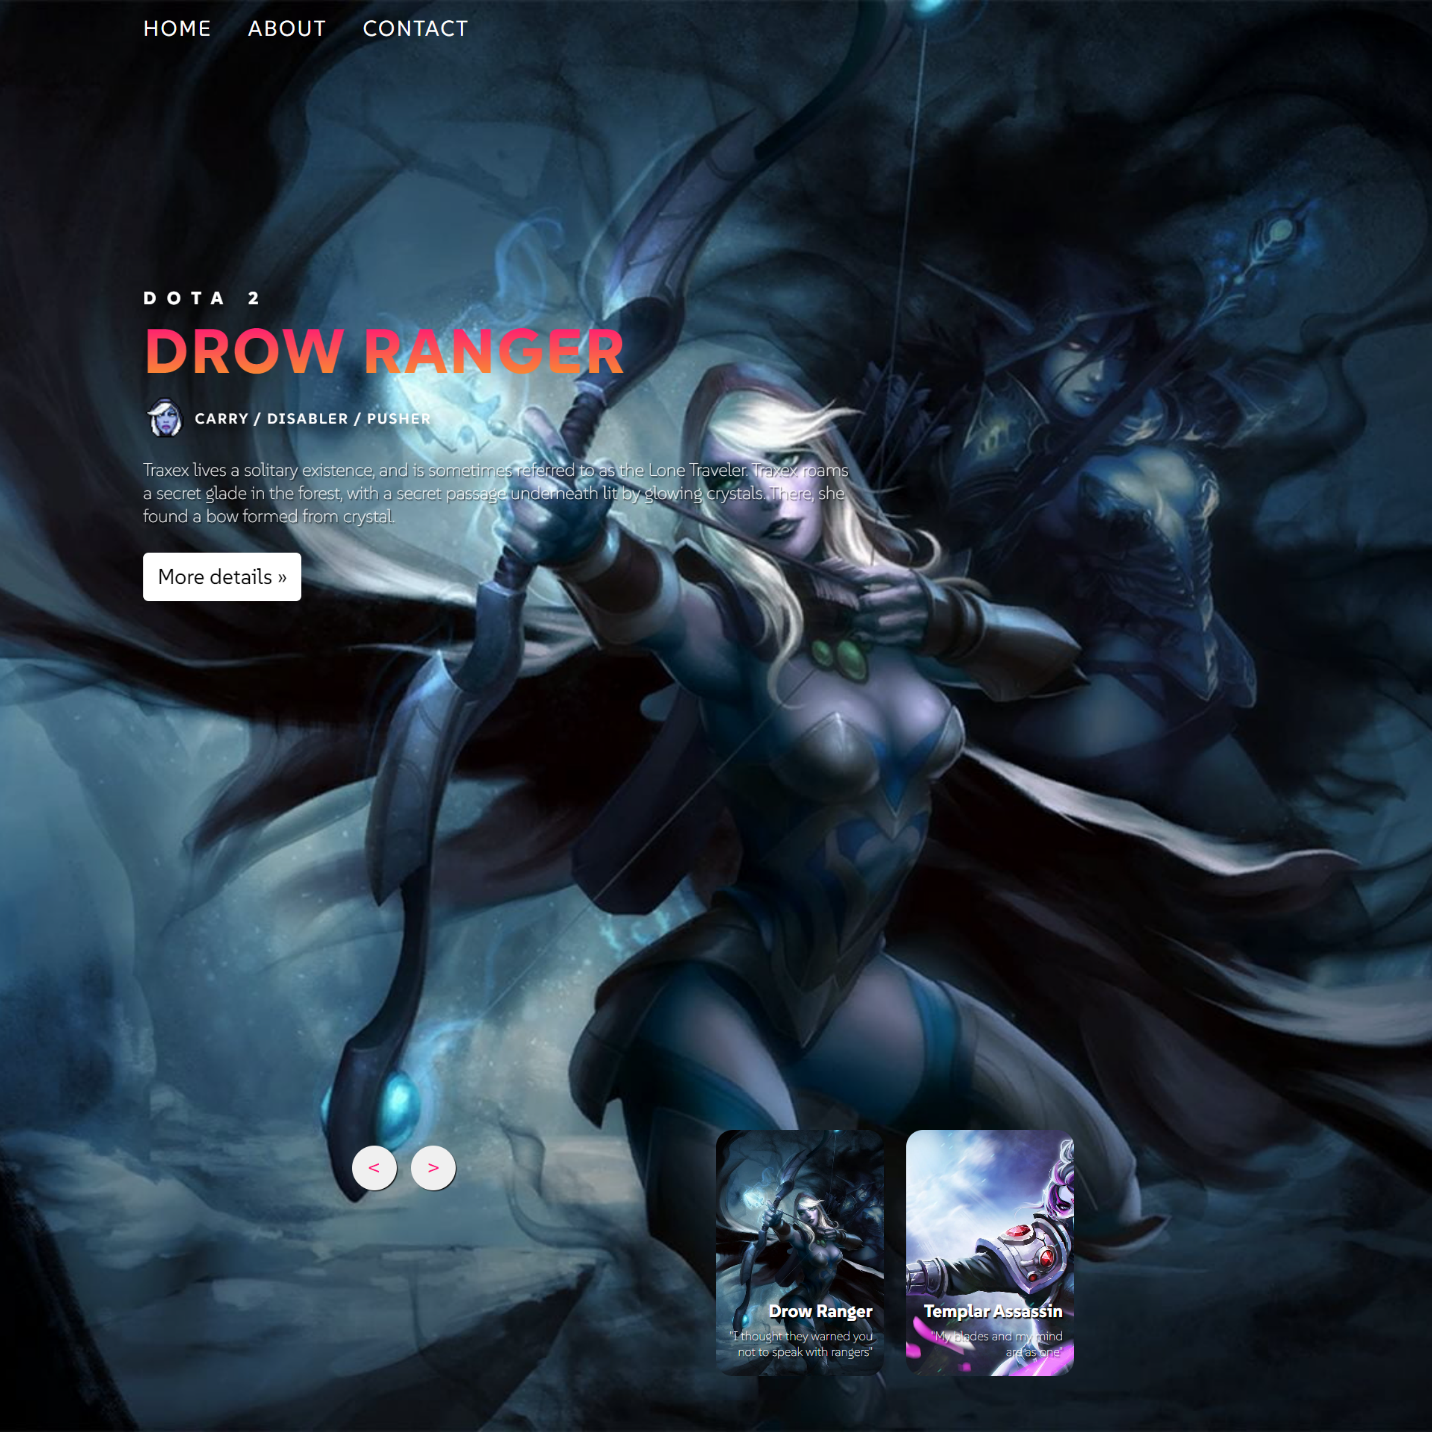 HOME ABOUT CONTACT
DOTA 2
DROW RANGER
CARRY / DISABLER / PUSHER
Traxex lives a solitary existence, and is sometimes referred to as the Lone Traveler. Traxex roams
a secret glade in the forest, with a secret passage underneath lit by glowing crystals. There, she
found a bow formed from crystal.
More details »
< >
Drow Ranger
"I thought they warned you
not to speak with rangers"
Templar Assassin
"My blades and my mind
are as one"